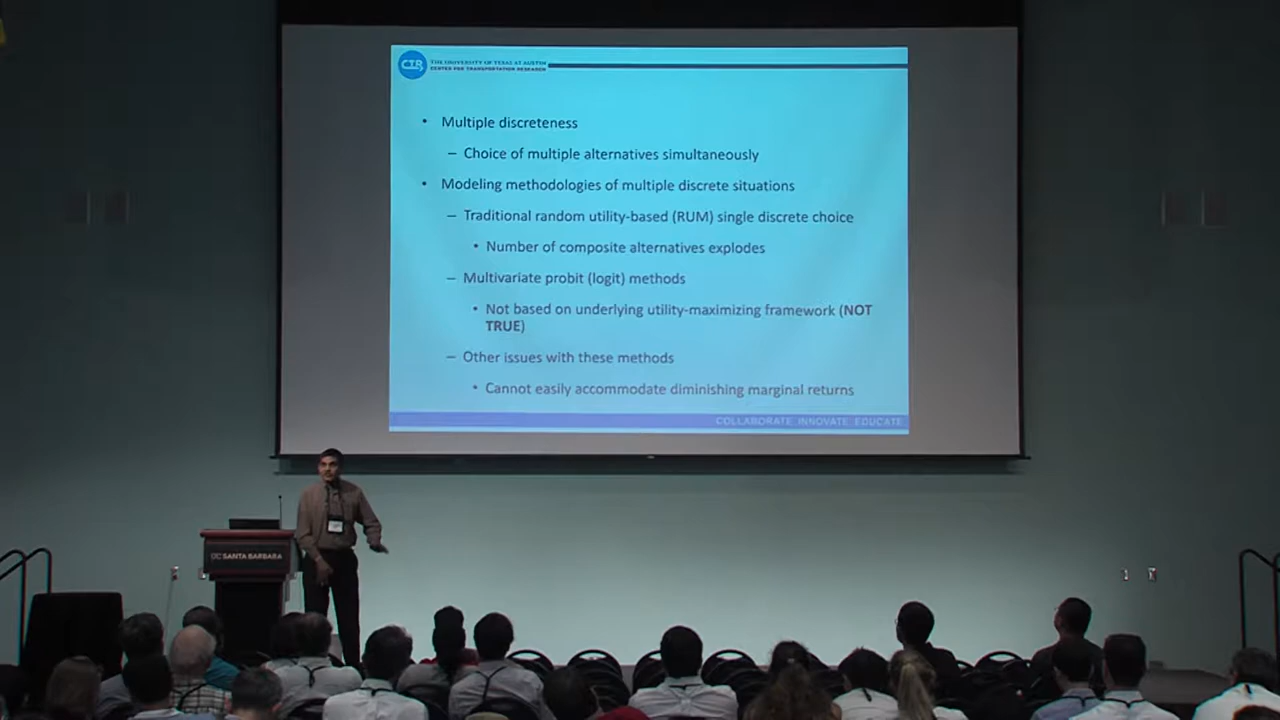 CTR
THE UNIVERSITY OF TEXAS AT AUSTIN
CENTER FOR TRANSPORTATION RESEARCH
• Multiple discreteness
– Choice of multiple alternatives simultaneously
• Modeling methodologies of multiple discrete situations
– Traditional random utility-based (RUM) single discrete choice
• Number of composite alternatives explodes
– Multivariate probit (logit) methods
• Not based on underlying utility-maximizing framework (NOT
TRUE)
– Other issues with these methods
• Cannot easily accommodate diminishing marginal returns
COLLABORATE. INNOVATE. EDUCATE
UC SANTA BARBARA